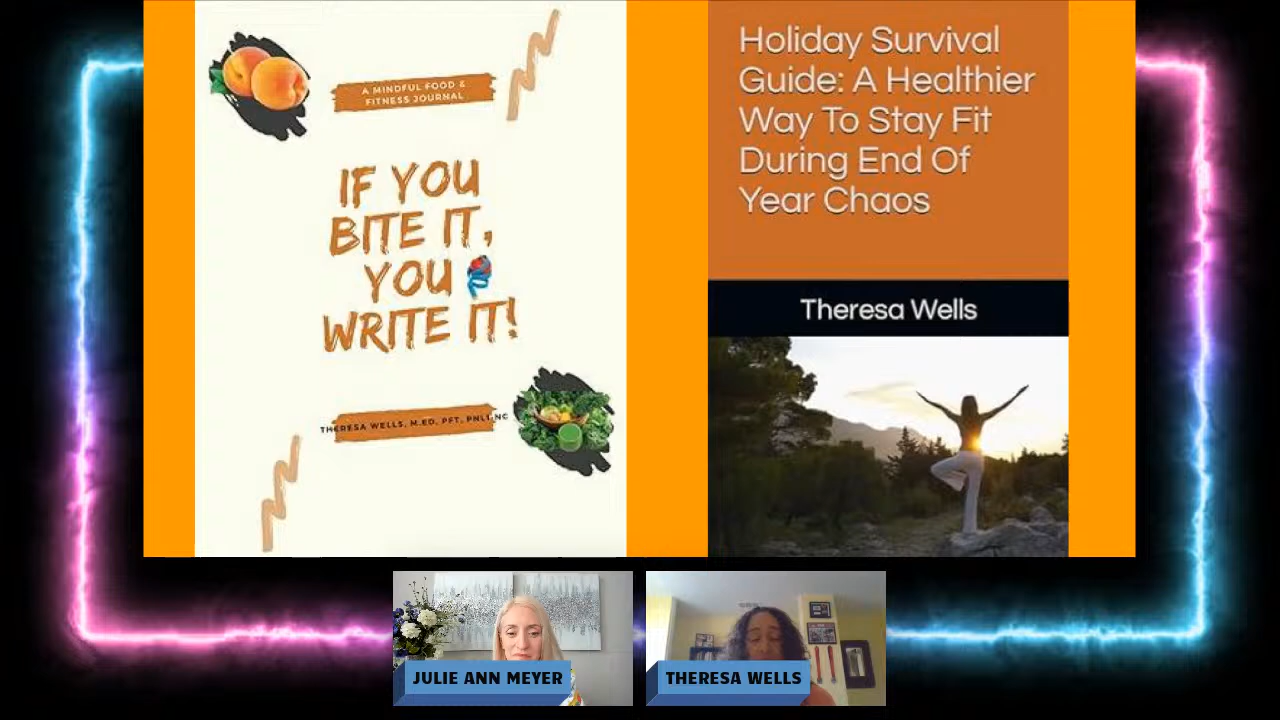 A MINDFUL FOOD &
FITNESS JOURNAL
IF YOU
BITE IT,
YOU
WRITE IT!
THERESA WELLS, M.ED, PFT, PNL1 NC
Holiday Survival
Guide: A Healthier
Way To Stay Fit
During End Of
Year Chaos
Theresa Wells
JULIE ANN MEYER
THERESA WELLS